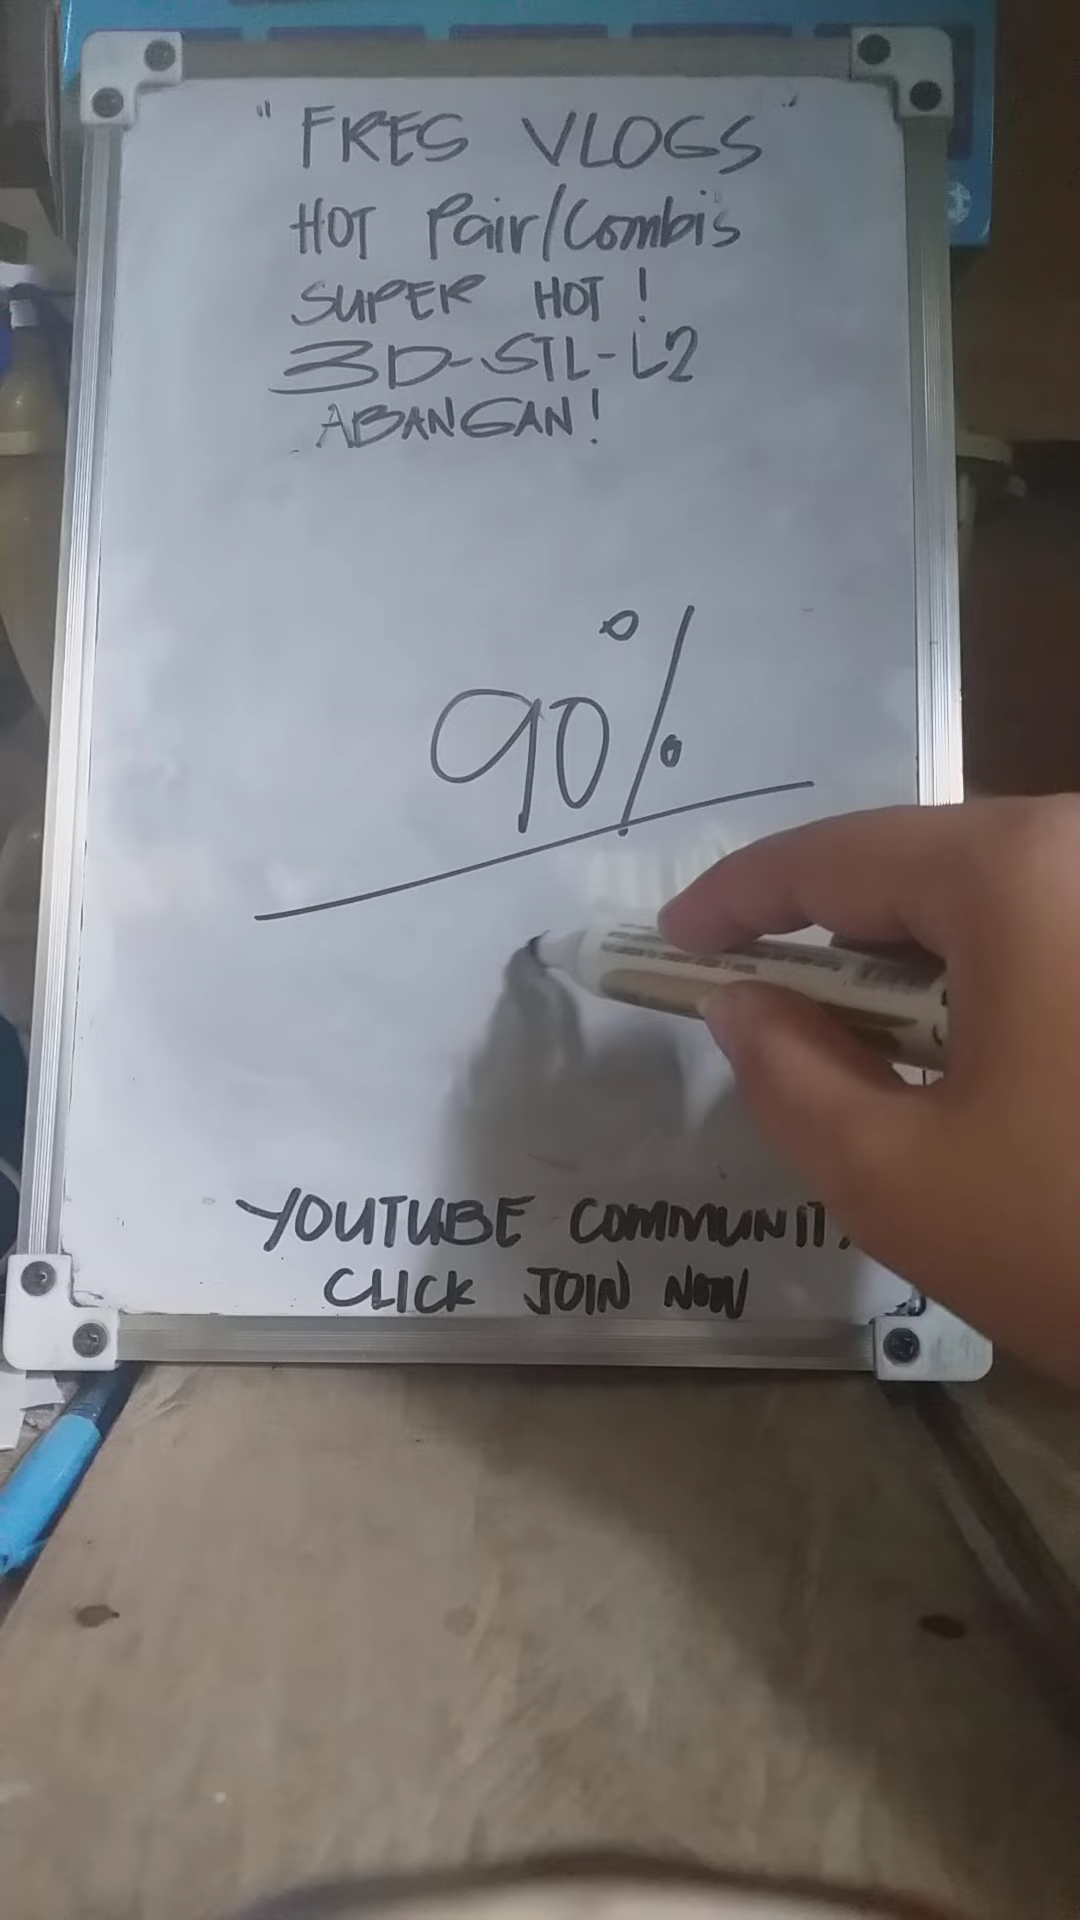 "FRES VLOGS"
HOT Pair/Combis
SUPER HOT!
3D-STL-L2
ABANGAN!
90%
YOUTUBE COMMUNITY
CLICK JOIN NOW